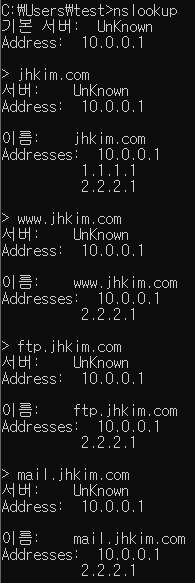 C:₩Users₩test>nslookup
기본 서버:  UnKnown
Address:  10.0.0.1

> jhkim.com
서버:    UnKnown
Address:  10.0.0.1

이름:    jhkim.com
Addresses:  10.0.0.1
          1.1.1.1
          2.2.2.1

> www.jhkim.com
서버:    UnKnown
Address:  10.0.0.1

이름:    www.jhkim.com
Addresses:  10.0.0.1
          2.2.2.1

> ftp.jhkim.com
서버:    UnKnown
Address:  10.0.0.1

이름:    ftp.jhkim.com
Addresses:  10.0.0.1
          2.2.2.1

> mail.jhkim.com
서버:    UnKnown
Address:  10.0.0.1

이름:    mail.jhkim.com
Addresses:  10.0.0.1
          2.2.2.1